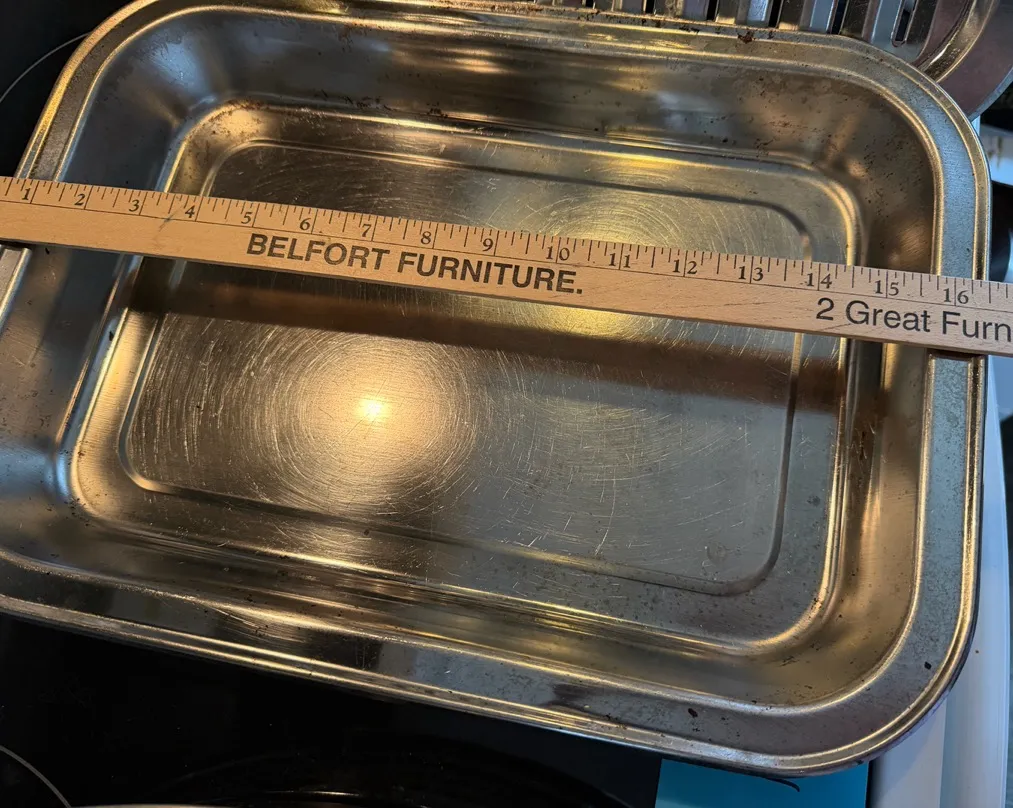 1 2 3 4 5 6 7 8 9 10 11 12 13 14 15 16
BELFORT FURNITURE.
2 Great Furn